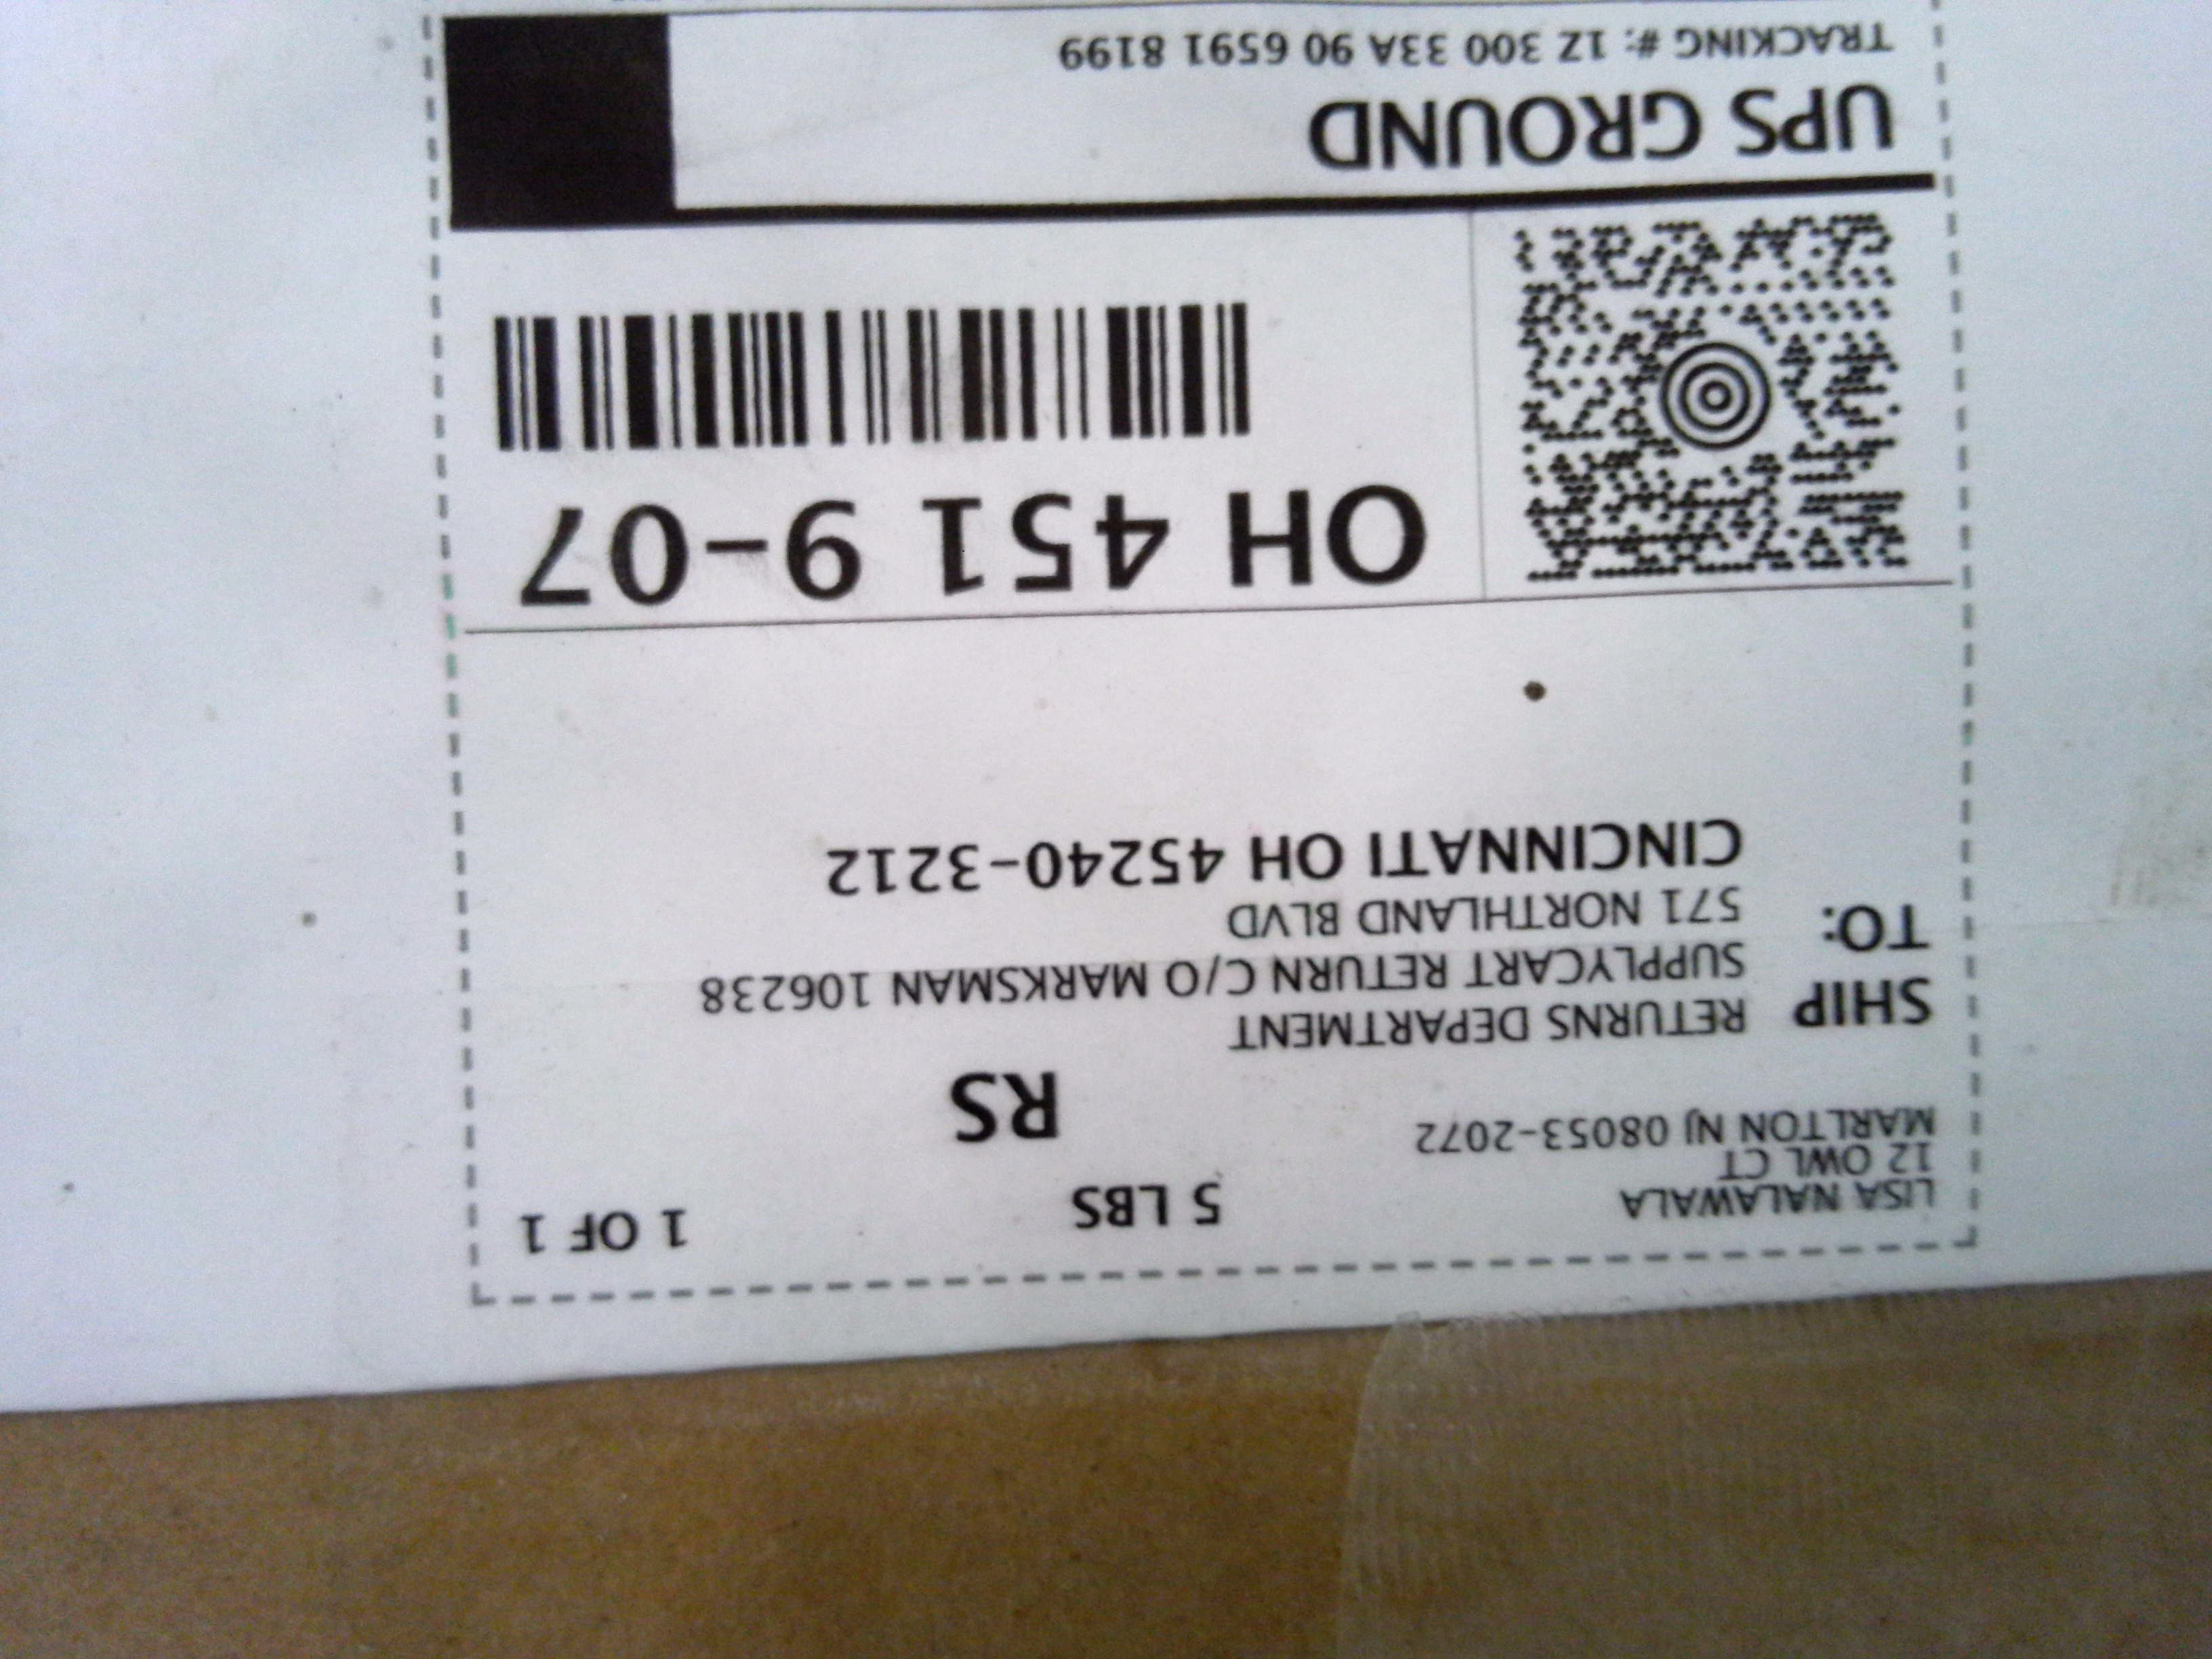 LISA NALAWALA
12 OWL CT
MARLTON NJ 08053-2072
5 LBS
1 OF 1
RS
SHIP
TO:
RETURNS DEPARTMENT
SUPPLYCART RETURN C/O MARKSMAN 106238
571 NORTHLAND BLVD
CINCINNATI OH 45240-3212
OH 451 9-07
UPS GROUND
TRACKING #: 1Z 300 33A 90 6591 8199